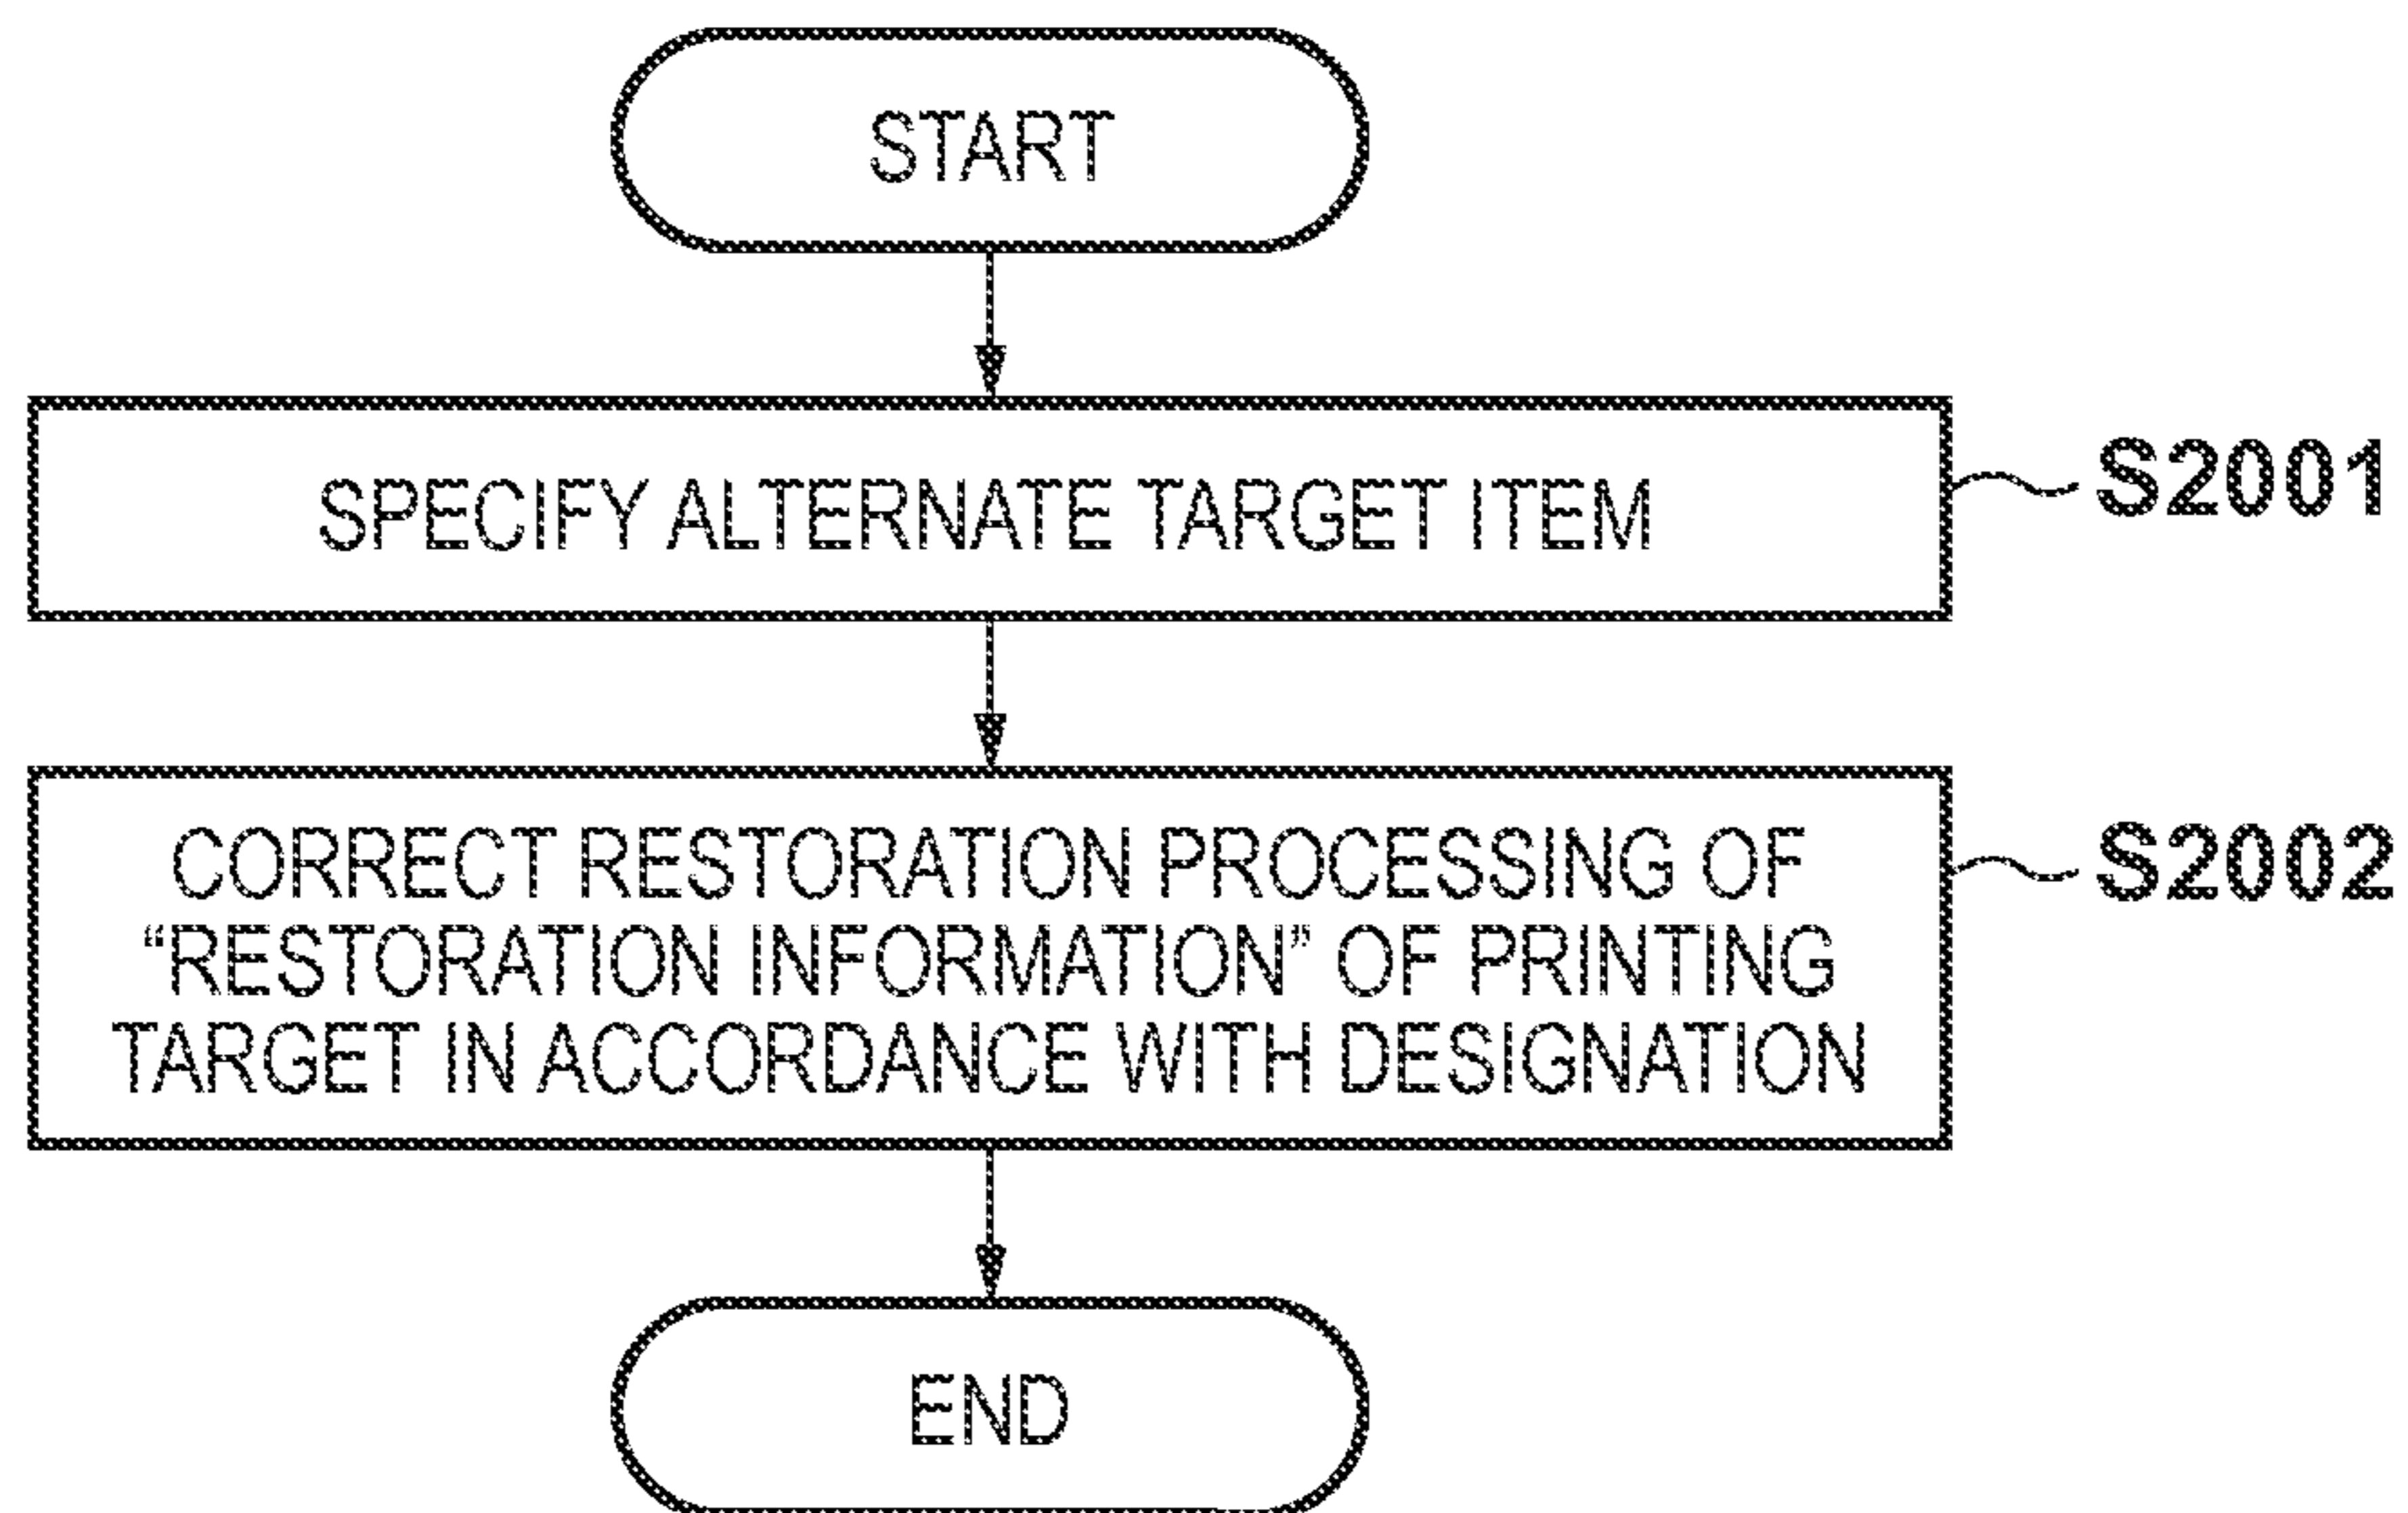 START
SPECIFY ALTERNATE TARGET ITEM
S2001
CORRECT RESTORATION PROCESSING OF
“RESTORATION INFORMATION” OF PRINTING
TARGET IN ACCORDANCE WITH DESIGNATION
S2002
END